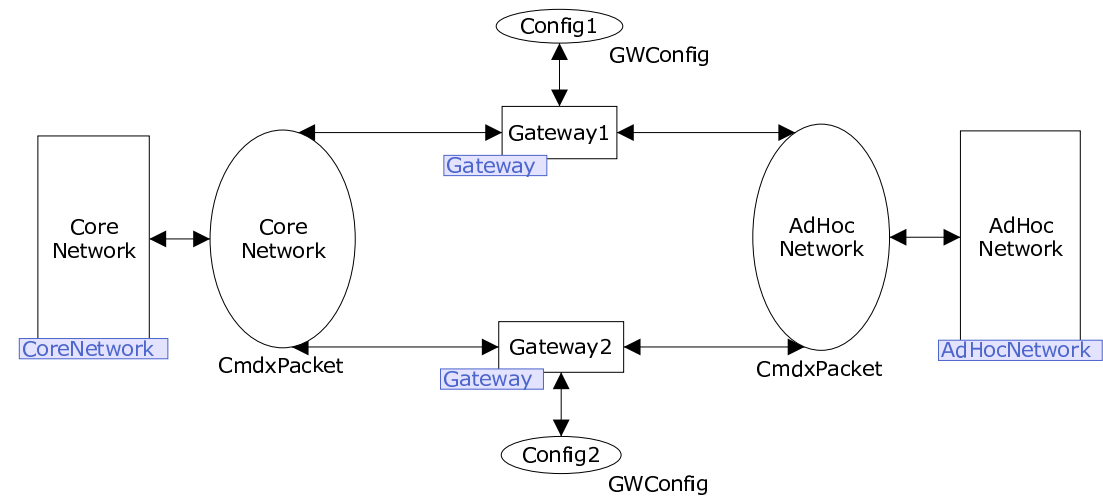 Config1
GWConfig
Gateway1
Gateway
Core
Network
Core
Network
AdHoc
Network
AdHoc
Network
CoreNetwork
CmdxPacket
Gateway2
Gateway
CmdxPacket
AdHocNetwork
Config2
GWConfig